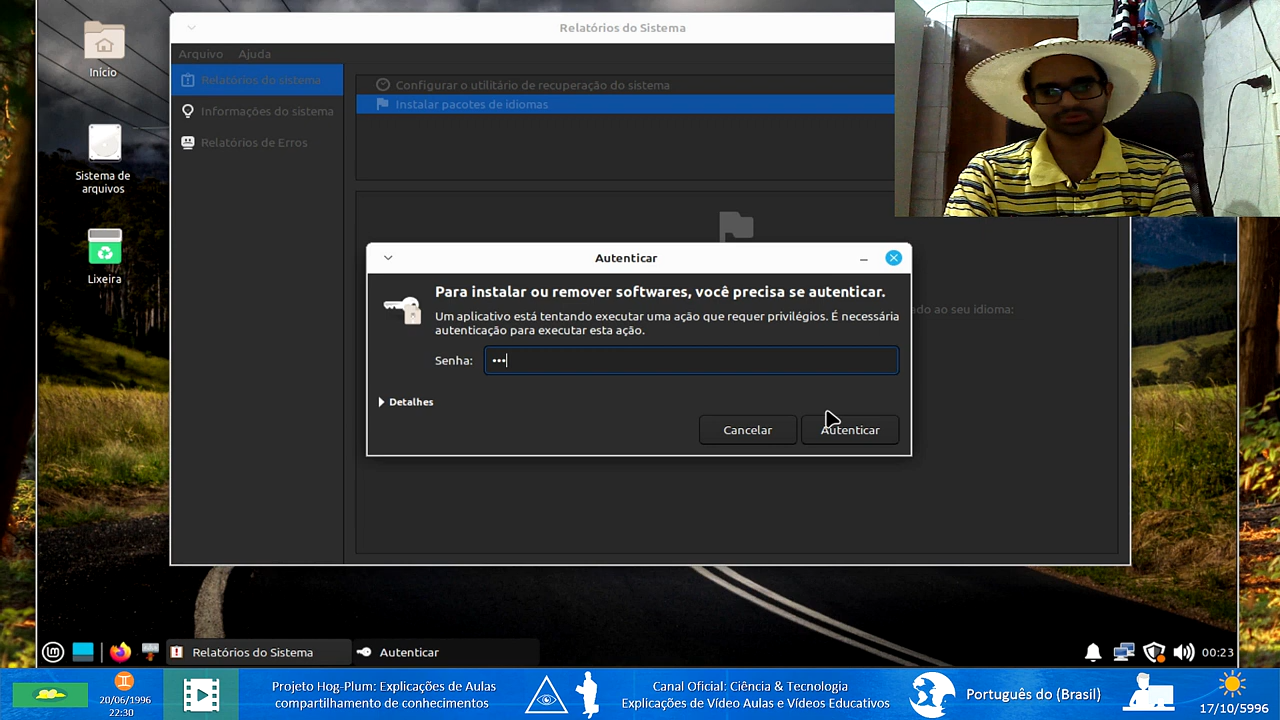 Início
Sistema de
arquivos
Lixeira
Relatórios do Sistema
Arquivo Ajuda
Relatórios do sistema
Informações do sistema
Relatórios de Erros
Configurar o utilitário de recuperação do sistema
Instalar pacotes de idiomas
ado ao seu idioma:
Autenticar
Para instalar ou remover softwares, você precisa se autenticar.
Um aplicativo está tentando executar uma ação que requer privilégios. É necessária
autenticação para executar esta ação.
Senha: •••
Detalhes
Cancelar
Autenticar
Relatórios do Sistema
Autenticar
00:23
20/06/1996
22:30
Projeto Hog-Plum: Explicações de Aulas
compartilhamento de conhecimentos
Canal Oficial: Ciência & Tecnologia
Explicações de Vídeo Aulas e Vídeos Educativos
Português do (Brasil)
17/10/5996